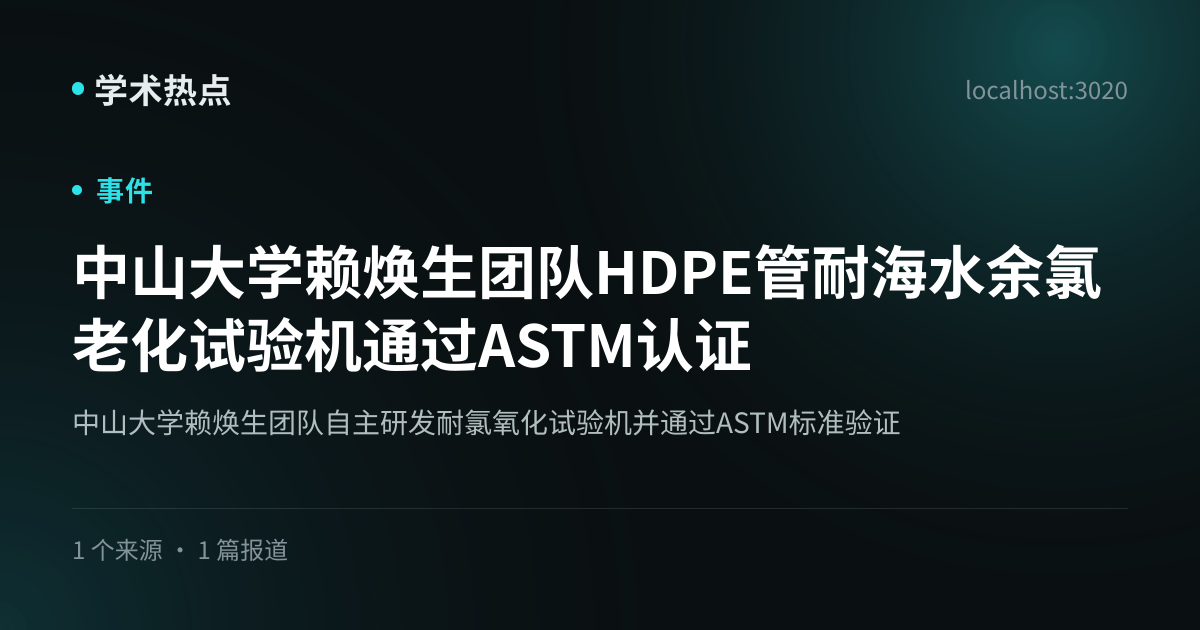 学术热点
localhost:3020
事件
中山大学赖焕生团队HDPE管耐海水余氯
老化试验机通过ASTM认证
中山大学赖焕生团队自主研发耐氯氧化试验机并通过ASTM标准验证
1 个来源 · 1 篇报道